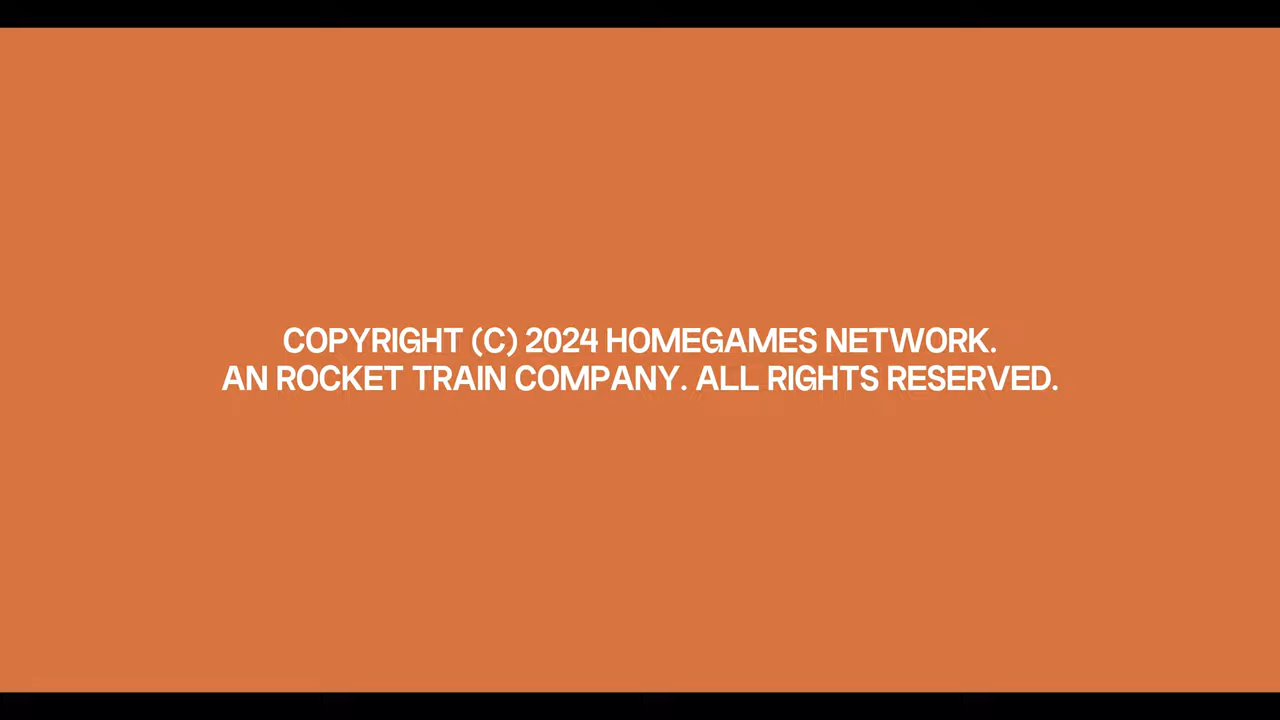 COPYRIGHT (C) 2024 HOMEGAMES NETWORK.
AN ROCKET TRAIN COMPANY. ALL RIGHTS RESERVED.